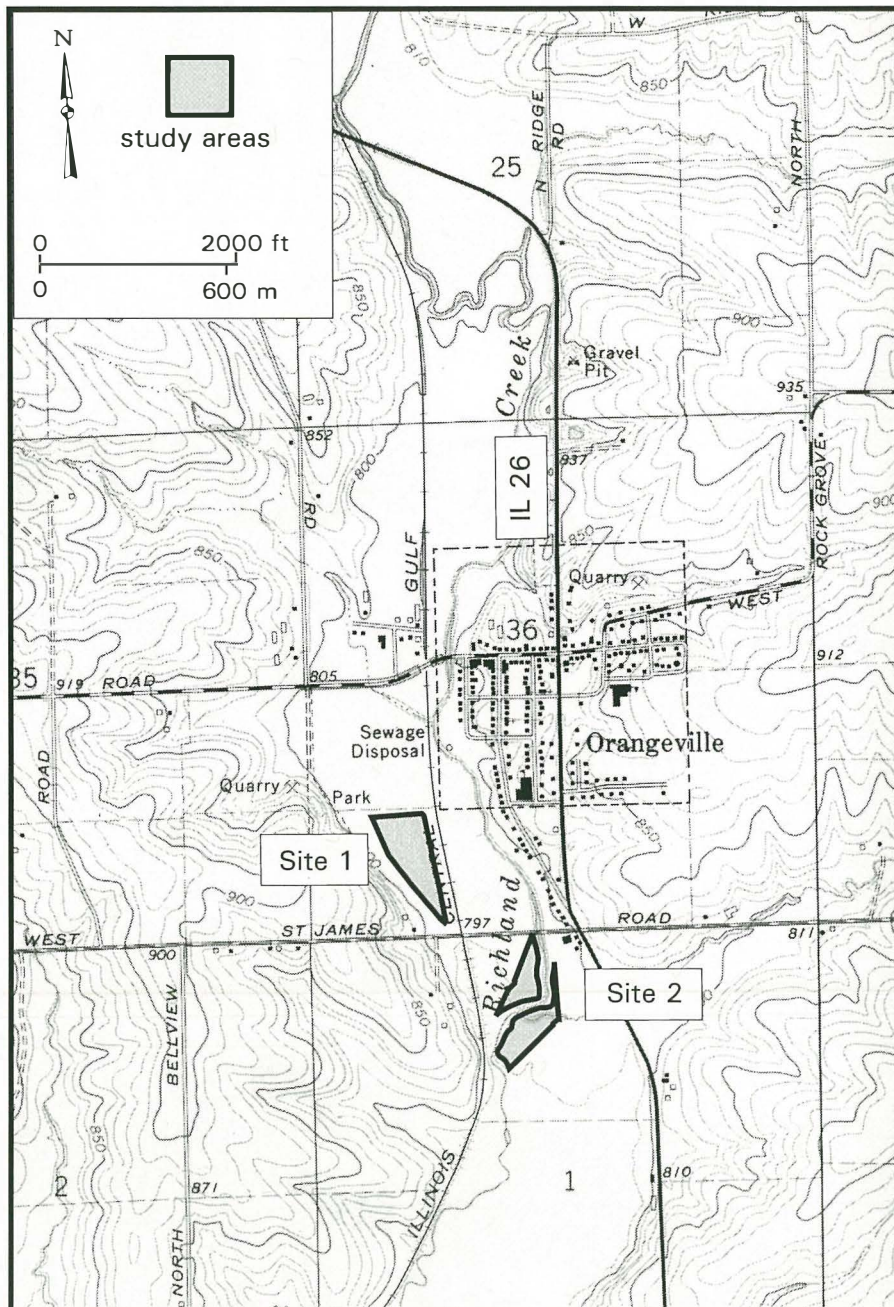 N
study areas
0 2000 ft
0 600 m
W
810
850
N RIDGE RD
NORTH
25
850
900
Creek
Gravel Pit
935
852
800
IL 26
837
RD
850
GULF
850
Quarry
ROCK GROVE
900
WEST
36
35
919
ROAD
805
912
Sewage Disposal
Orangeville
ROAD
Quarry
Park
850
Site 1
CENTRAL
900
Richland
797
ROAD
WEST
ST JAMES
811
900
Site 2
BELLVIEW
850
850
ILLINOIS
2
871
1
810
NORTH